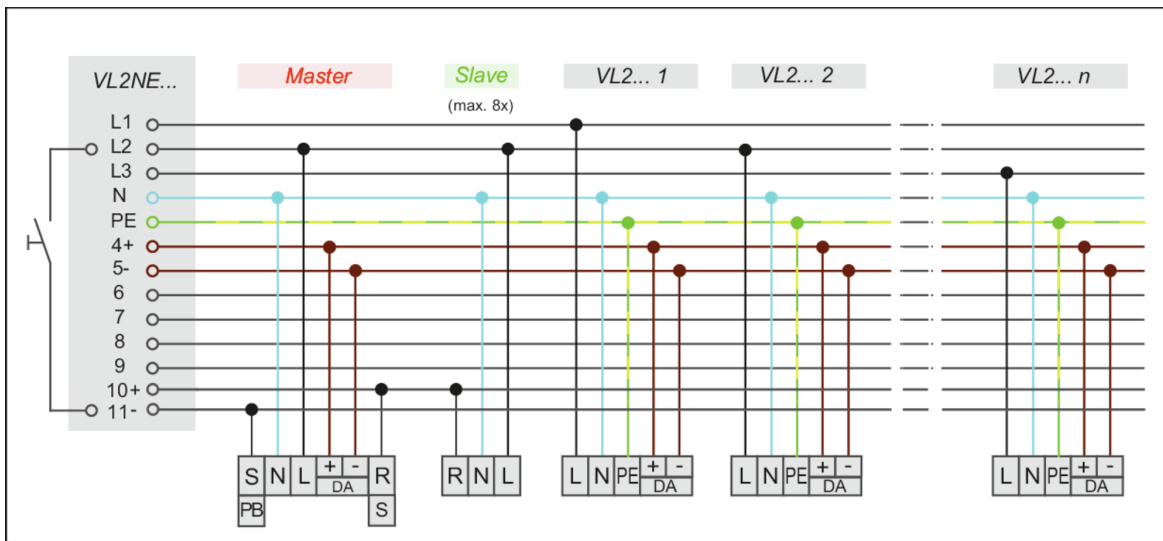 VL2NE... Master Slave VL2... 1 VL2... 2 VL2... n
(max. 8x)
L1
L2
L3
N
PE
4+
5-
6
7
8
9
10+
11-
S N L + - R R N L L N PE + - L N PE + - L N PE + -
DA DA DA DA
PB S